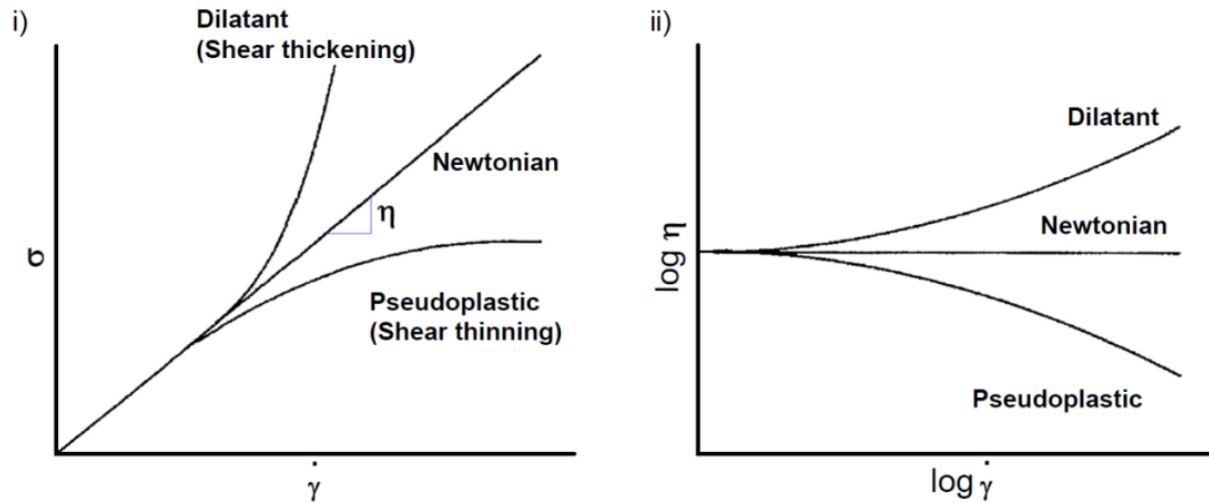 i)
Dilatant
(Shear thickening)
Newtonian
η
σ
Pseudoplastic
(Shear thinning)
γ̇
ii)
Dilatant
Newtonian
log η
Pseudoplastic
log γ̇